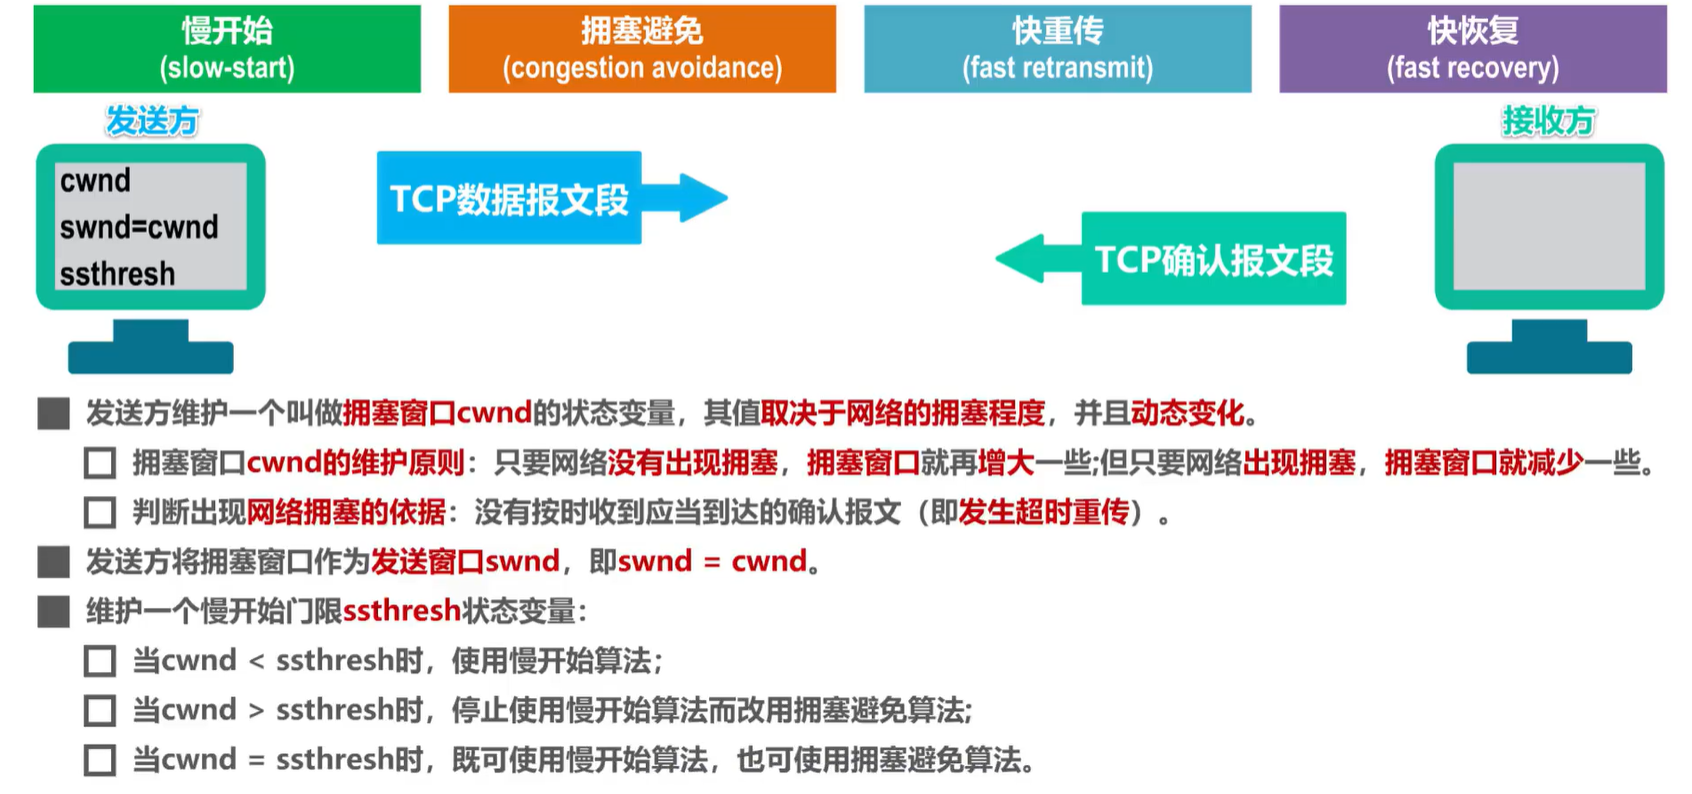 慢开始
(slow-start)
拥塞避免
(congestion avoidance)
快重传
(fast retransmit)
快恢复
(fast recovery)
发送方
接收方
cwnd
swnd=cwnd
ssthresh
TCP数据报文段
TCP确认报文段
发送方维护一个叫做拥塞窗口cwnd的状态变量，其值取决于网络的拥塞程度，并且动态变化。
拥塞窗口cwnd的维护原则：只要网络没有出现拥塞，拥塞窗口就再增大一些;但只要网络出现拥塞，拥塞窗口就减少一些。
判断出现网络拥塞的依据：没有按时收到应当到达的确认报文（即发生超时重传）。
发送方将拥塞窗口作为发送窗口swnd，即swnd = cwnd。
维护一个慢开始门限ssthresh状态变量：
当cwnd < ssthresh时，使用慢开始算法；
当cwnd > ssthresh时，停止使用慢开始算法而改用拥塞避免算法;
当cwnd = ssthresh时，既可使用慢开始算法，也可使用拥塞避免算法。